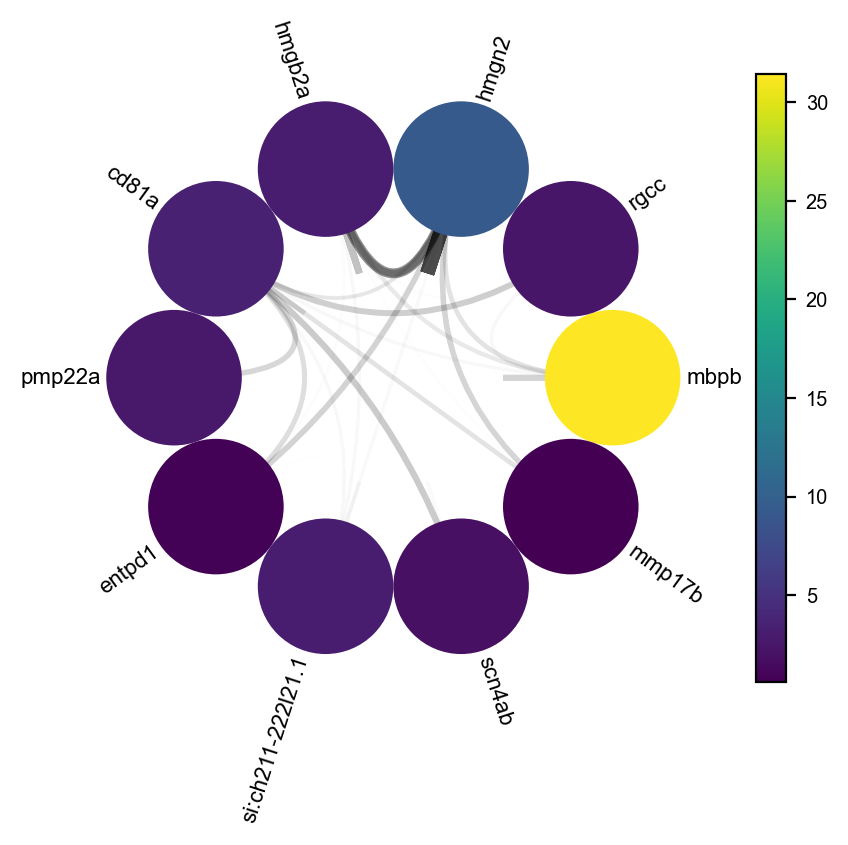 hmgb2a
hmgn2
cd81a
rgcc
pmp22a
mbpb
entpd1
mmp17b
si:ch211-222l21.1
scn4ab
30
25
20
15
10
5